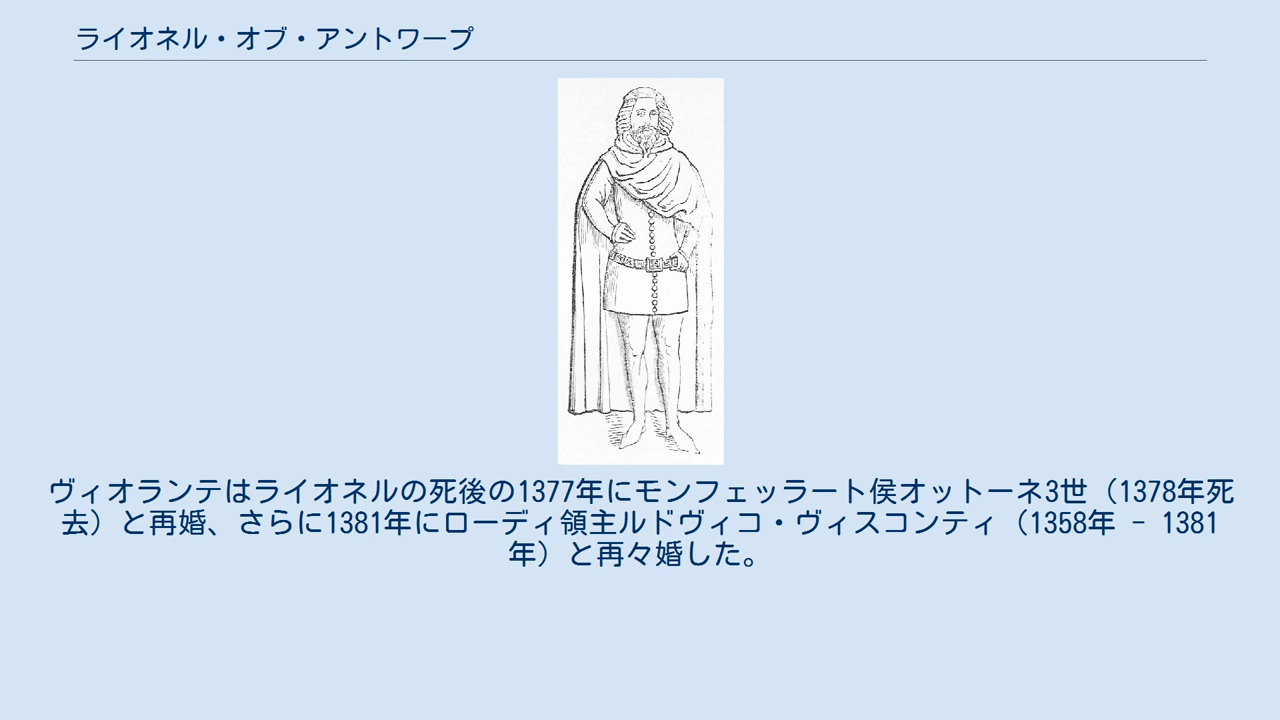 ライオネル・オブ・アントワープ
ヴィオランテはライオネルの死後の1377年にモンフェッラート侯オットーネ3世（1378年死
去）と再婚、さらに1381年にローディ領主ルドヴィコ・ヴィスコンティ（1358年 - 1381
年）と再々婚した。